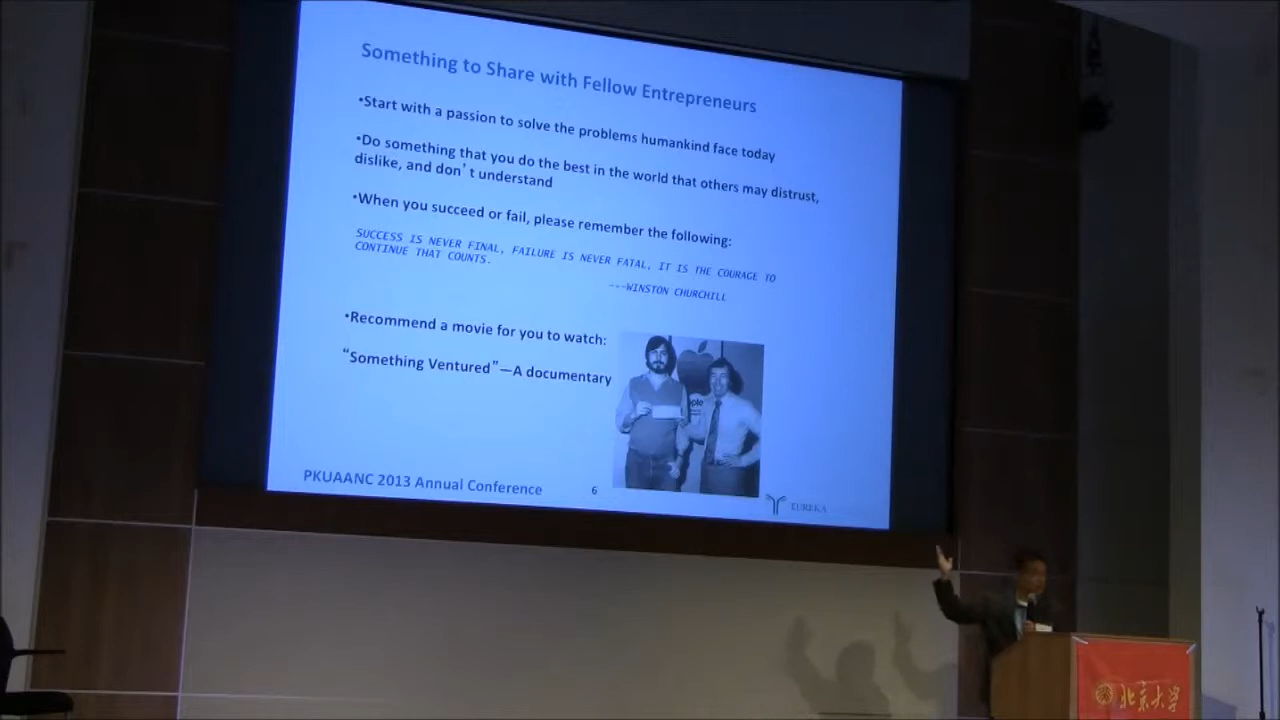 Something to Share with Fellow Entrepreneurs
•Start with a passion to solve the problems humankind face today
•Do something that you do the best in the world that others may distrust,
dislike, and don't understand
•When you succeed or fail, please remember the following:
SUCCESS IS NEVER FINAL, FAILURE IS NEVER FATAL, IT IS THE COURAGE TO
CONTINUE THAT COUNTS.
---WINSTON CHURCHILL
•Recommend a movie for you to watch:
“Something Ventured”—A documentary
ple
PKUAANC 2013 Annual Conference
6
EUREKA
北京大学